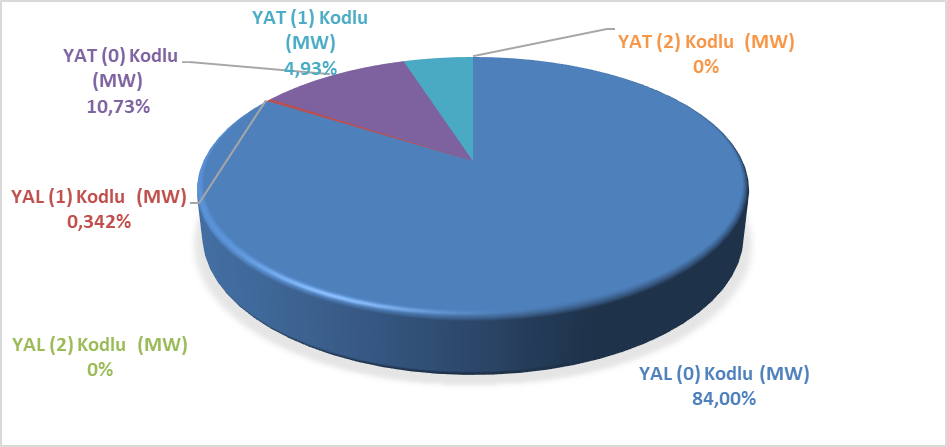 YAT (1) Kodlu
(MW)
4,93%
YAT (2) Kodlu (MW)
0%
YAT (0) Kodlu
(MW)
10,73%
YAL (1) Kodlu (MW)
0,342%
YAL (2) Kodlu (MW)
0%
YAL (0) Kodlu (MW)
84,00%